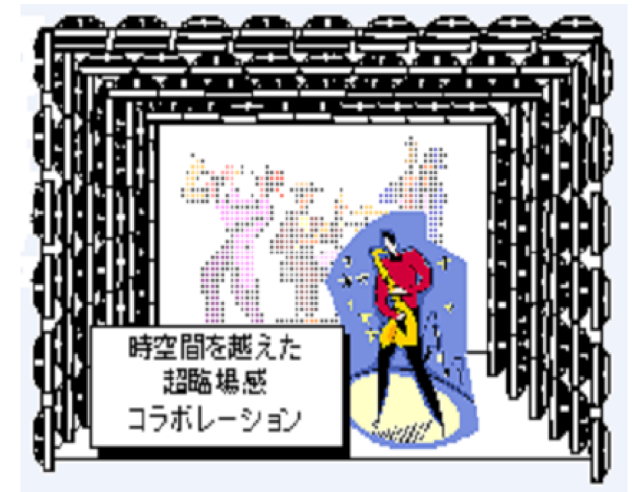 時空間を越えた
超臨場感
コラボレーション